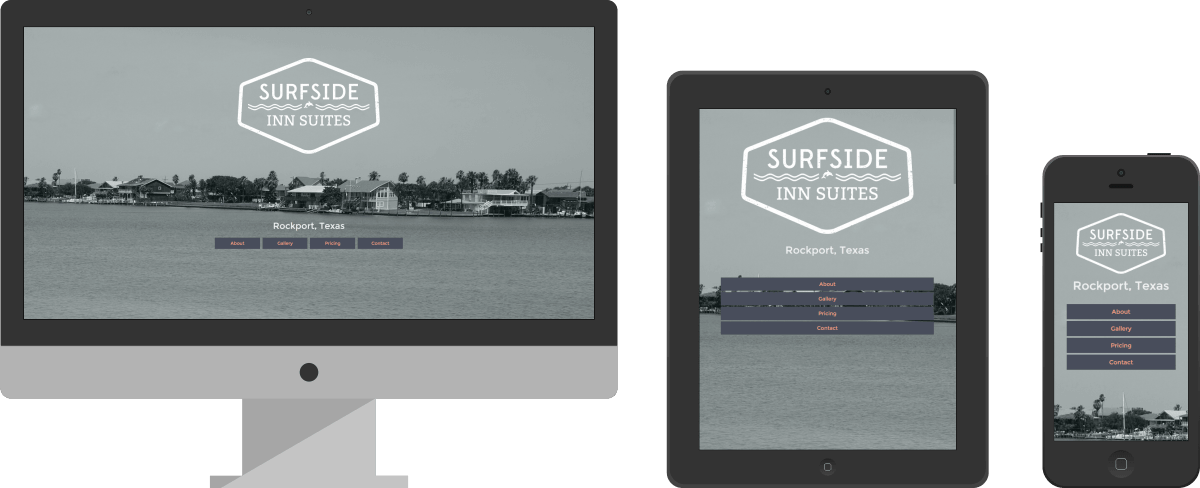 SURFSIDE
INN SUITES
Rockport, Texas
About Gallery Pricing Contact
SURFSIDE
INN SUITES
Rockport, Texas
About
Gallery
Pricing
Contact
SURFSIDE
INN SUITES
Rockport, Texas
About
Gallery
Pricing
Contact